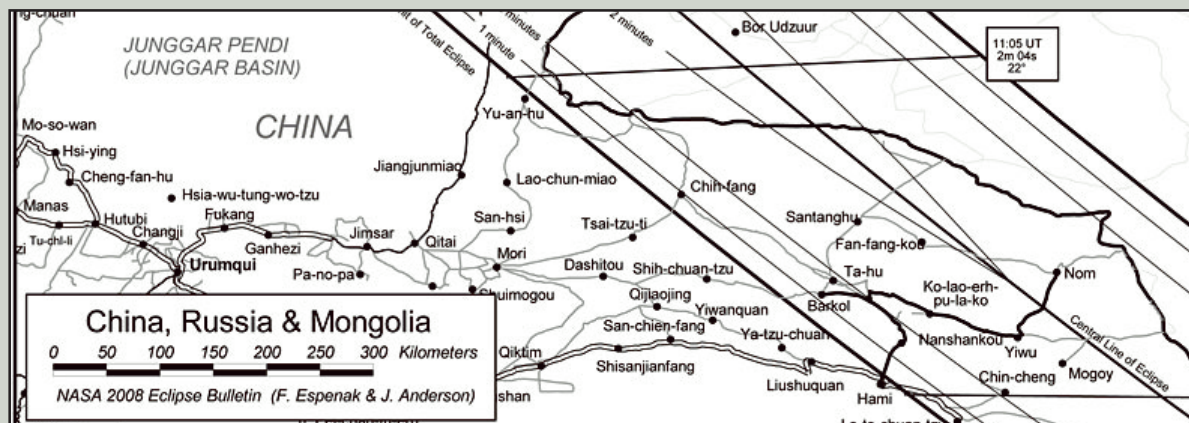 JUNGGAR PENDI
(JUNGGAR BASIN)
CHINA
of Total Eclipse
1 minute
minutes
2 minutes
Bor Udzuur
11:05 UT
2m 04s
22°
Mo-so-wan
Hsi-ying
Cheng-fan-hu
Hsia-wu-tung-wo-tzu
Manas
Tu-chl-li
Hutubi
Changji
Fukang
Urumqui
Ganhezi
Jimsar
Pa-no-pa
Jiangjunmiao
Qitai
Yu-an-hu
Lao-chun-miao
San-hsi
Mori
Shuimogou
Tsai-tzu-ti
Dashitou
Chih-fang
Shih-chuan-tzu
Qijlaojing
Yiwanquan
San-chien-fang
Ya-tzu-chuan
Qiktim
Shisanjianfang
Liushuquan
Santanghu
Fan-fang-kou
Ta-hu
Barkol
Ko-lao-erh-
pu-la-ko
Nom
Nanshankou
Yiwu
Hami
Chin-cheng
Mogoy
Central Line of Eclipse
shan
China, Russia & Mongolia
0 50 100 150 200 250 300 Kilometers
NASA 2008 Eclipse Bulletin (F. Espenak & J. Anderson)